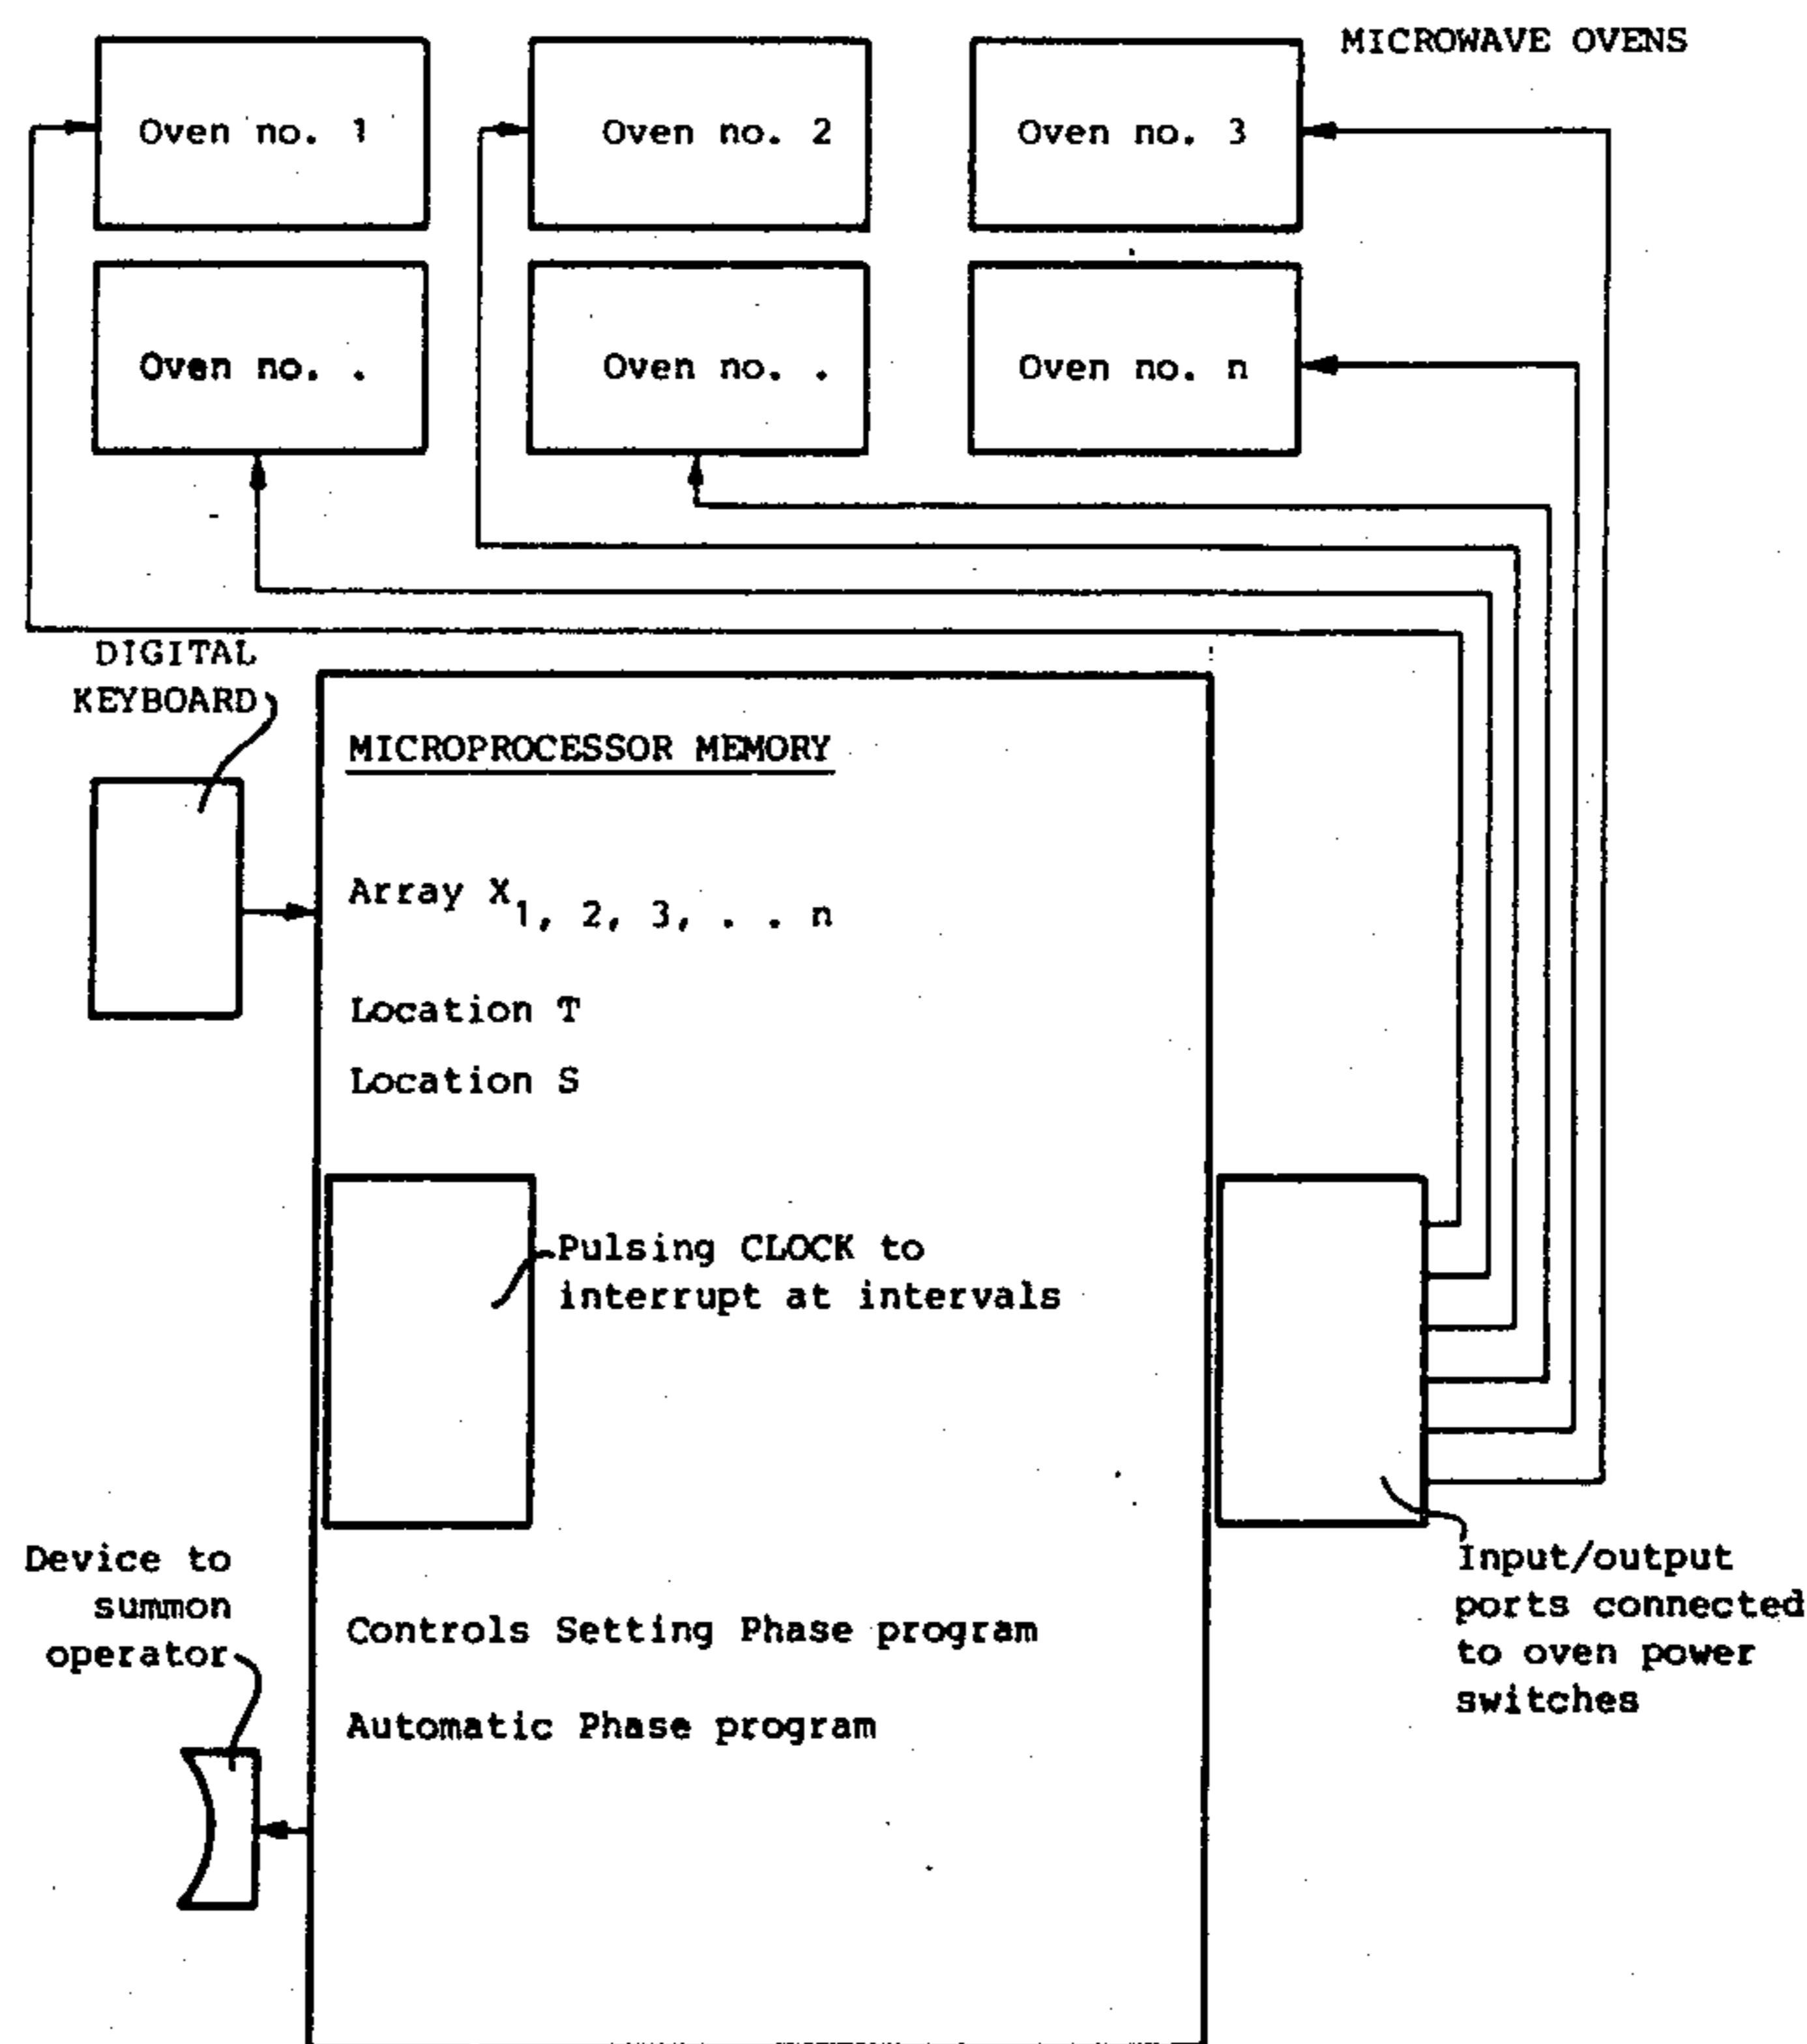 MICROWAVE OVENS
Oven no. 1
Oven no. 2
Oven no. 3
Oven no. .
Oven no. .
Oven no. n
DIGITAL
KEYBOARD
MICROPROCESSOR MEMORY
Array X1, 2, 3, . . n
Location T
Location S
Pulsing CLOCK to
interrupt at intervals
Device to
summon
operator
Input/output
ports connected
to oven power
switches
Controls Setting Phase program
Automatic Phase program